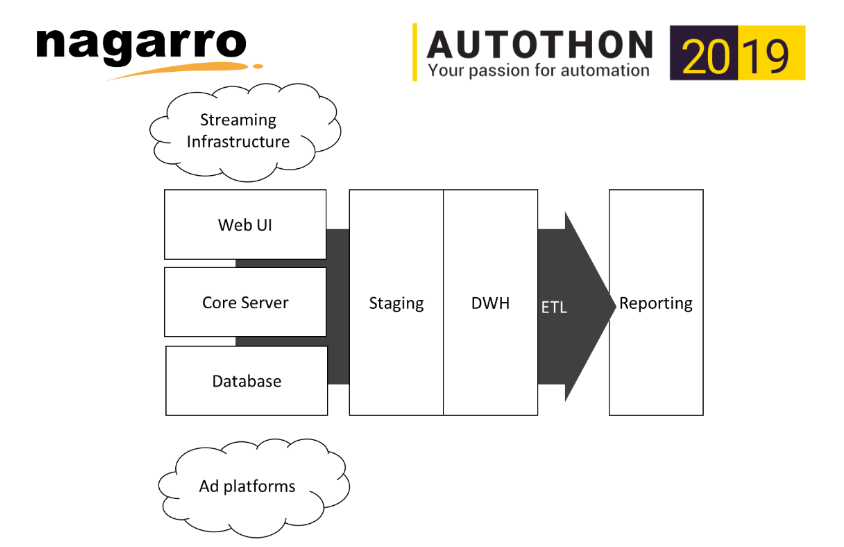 nagarro
AUTOTHON
Your passion for automation
2019
Streaming
Infrastructure
Web UI
Core Server
Database
Staging
DWH
ETL
Reporting
Ad platforms